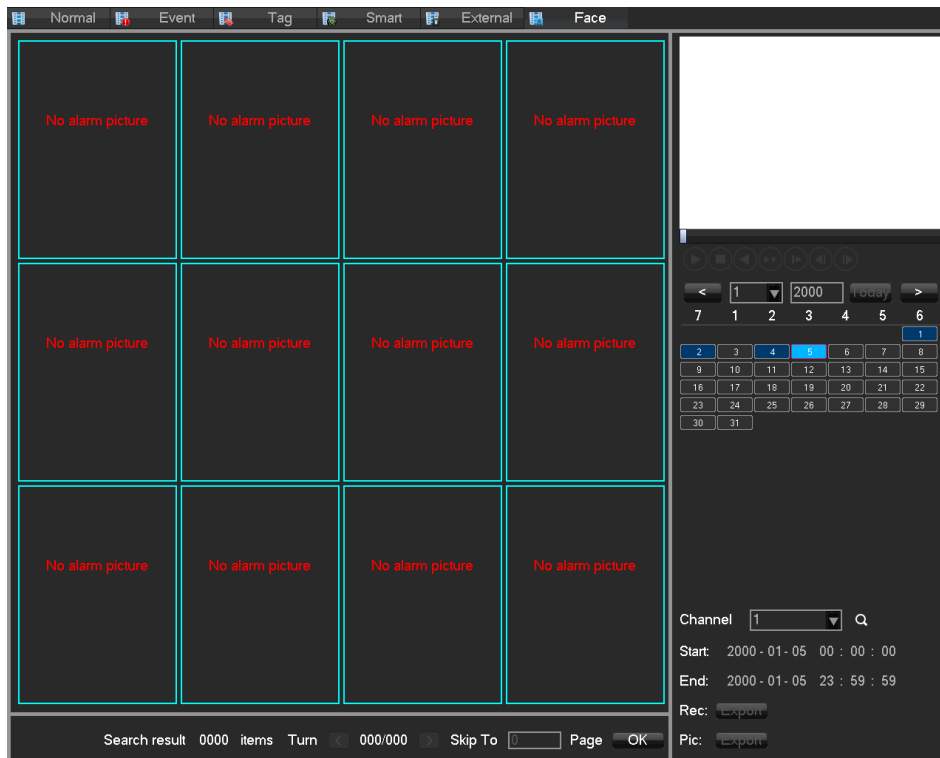 Normal Event Tag Smart External Face
No alarm picture No alarm picture No alarm picture No alarm picture
No alarm picture No alarm picture No alarm picture No alarm picture
No alarm picture No alarm picture No alarm picture No alarm picture
Search result 0000 items Turn < 000/000 > Skip To 0 Page OK
< 1 2000 Today >
7 1 2 3 4 5 6
1
2 3 4 5 6 7 8
9 10 11 12 13 14 15
16 17 18 19 20 21 22
23 24 25 26 27 28 29
30 31
Channel 1
Start: 2000 - 01 - 05 00 : 00 : 00
End: 2000 - 01 - 05 23 : 59 : 59
Rec: Export
Pic: Export